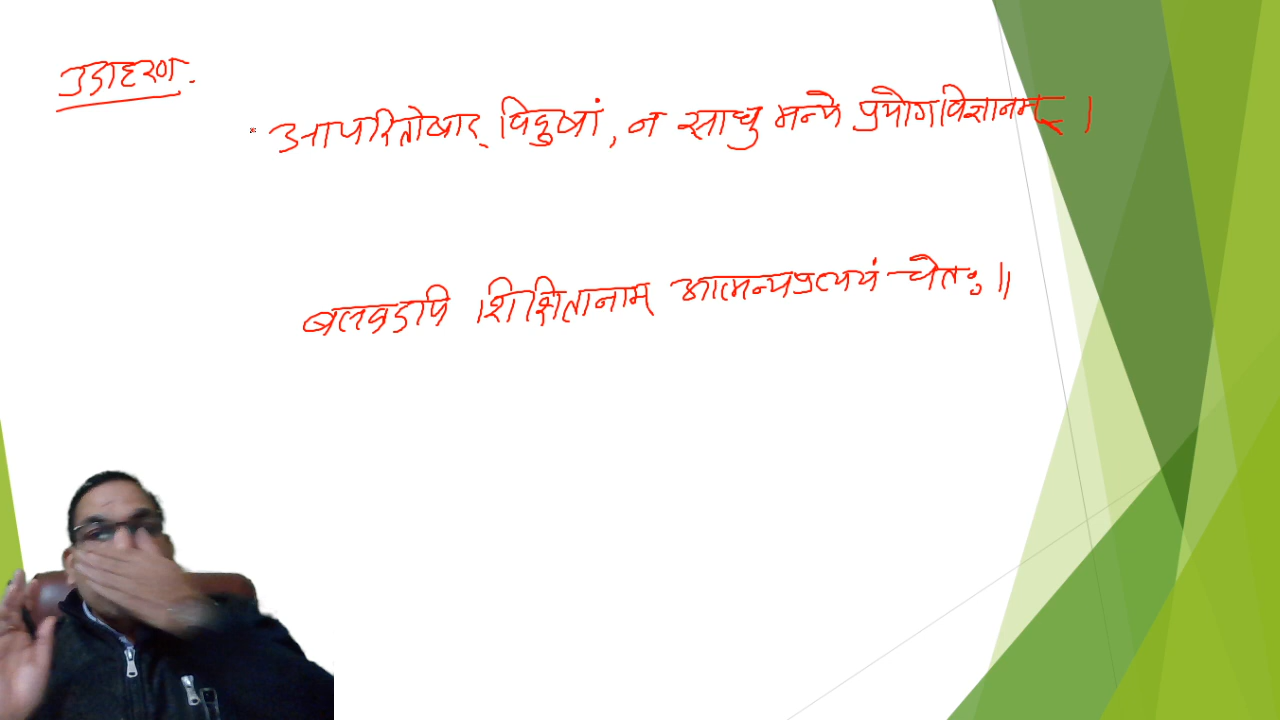 उदाहरण.
आपरितोषाद् विदुषां, न साधु मन्ये प्रयोगविज्ञानम् ।
बलवदपि शिक्षितानाम् आत्मन्यप्रत्ययं चेतः ॥